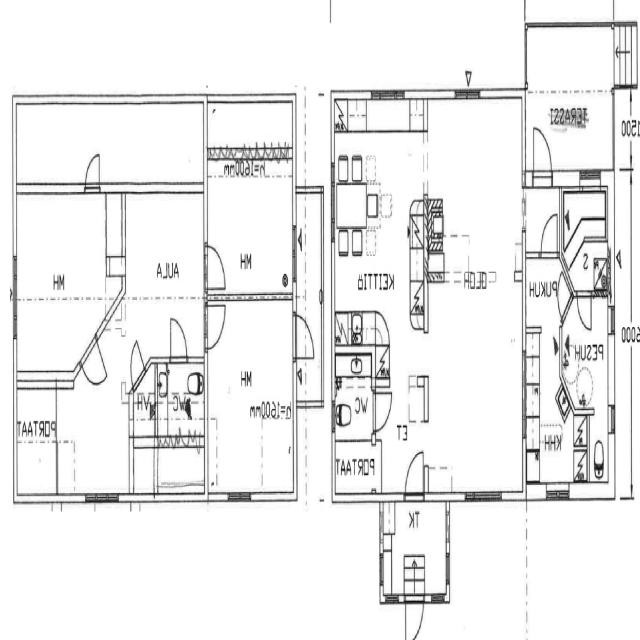 TERASSI
1500
h=1600mm
MH
AULA
MH
KEITTIÖ
OLOH
PUKUH
S
6000
PESUH
MH
h=1600mm
VH
WC
WC
ET
KHH
PORTAAT
PORTAAT
TK